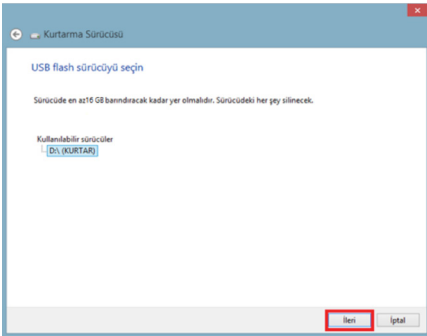 Kurtarma Sürücüsü
USB flash sürücüyü seçin
Sürücüde en az16 GB barındıracak kadar yer olmalıdır. Sürücüdeki her şey silinecek.
Kullanılabilir sürücüler
D:\ (KURTAR)
İleri İptal